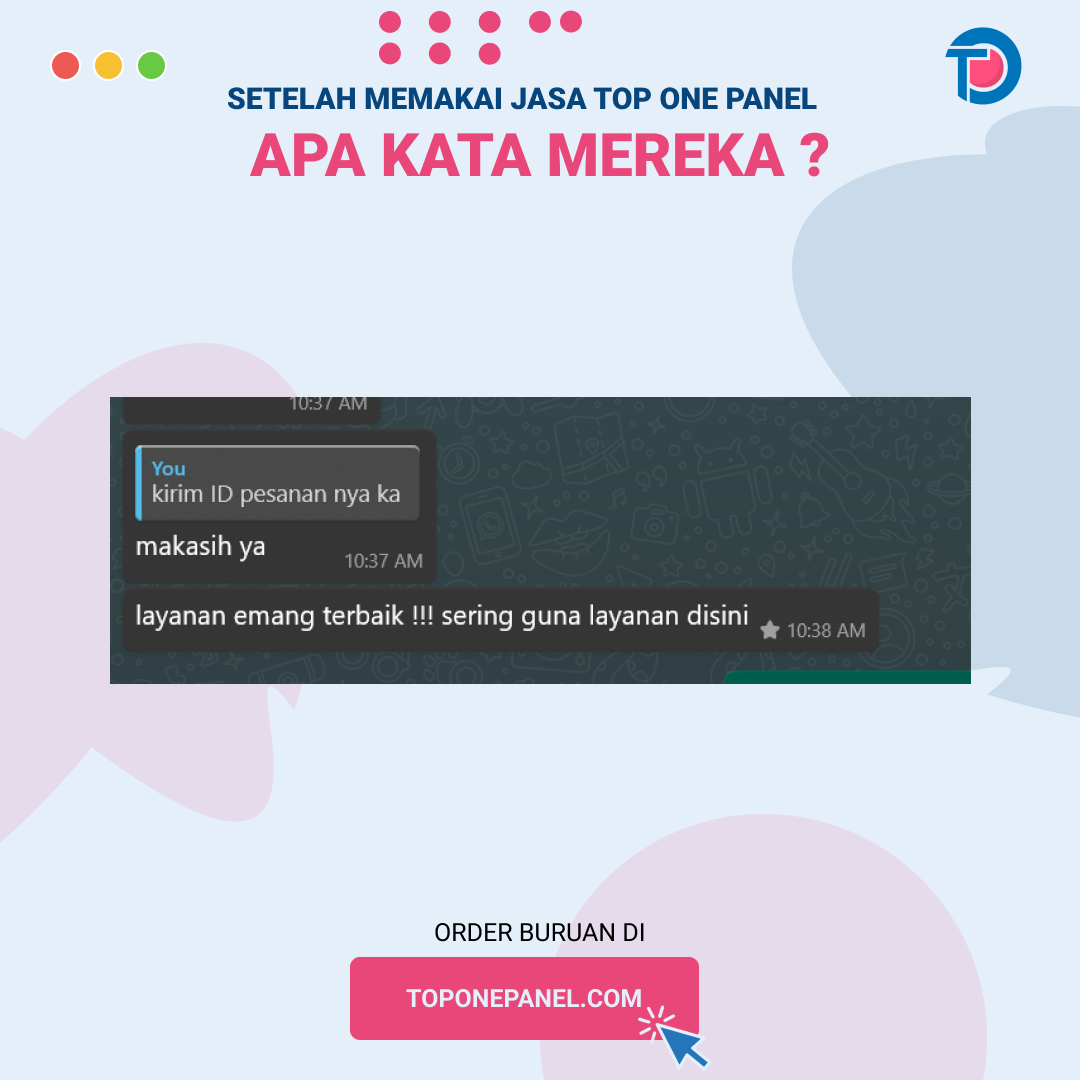 SETELAH MEMAKAI JASA TOP ONE PANEL
APA KATA MEREKA ?
10:37 AM
You
kirim ID pesanan nya ka
makasih ya
10:37 AM
layanan emang terbaik !!! sering guna layanan disini
10:38 AM
ORDER BURUAN DI
TOPONEPANEL.COM